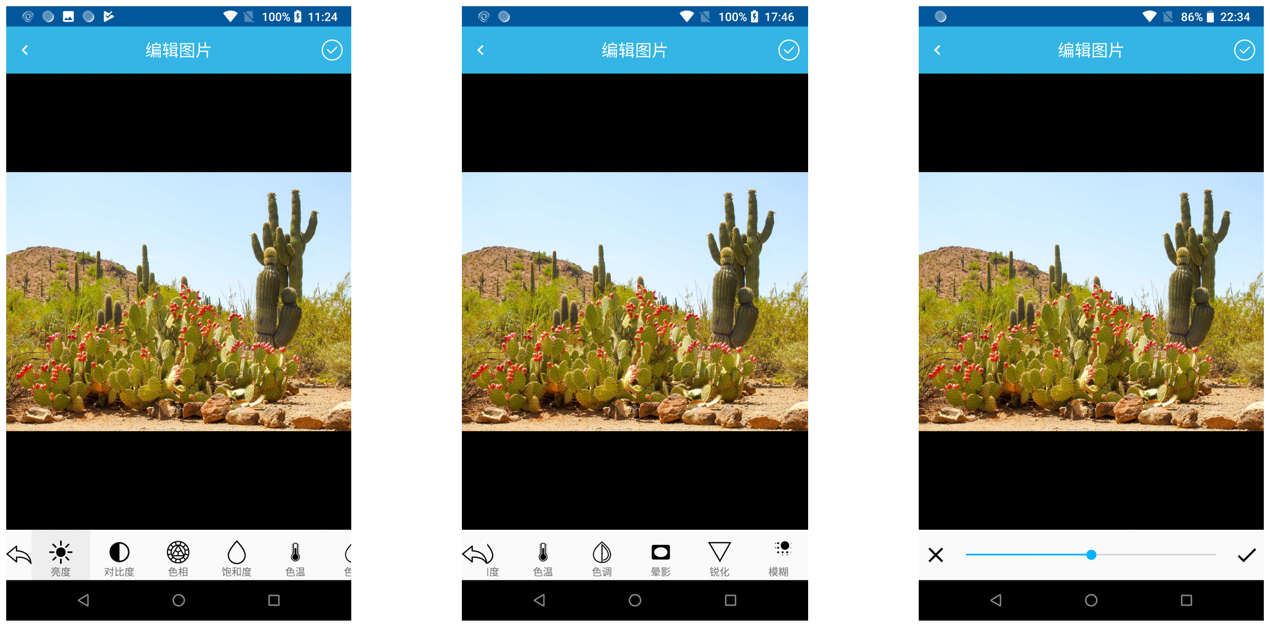 100% 11:24
编辑图片
亮度 对比度 色相 饱和度 色温
100% 17:46
编辑图片
度 色温 色调 晕影 锐化 模糊
86% 22:34
编辑图片